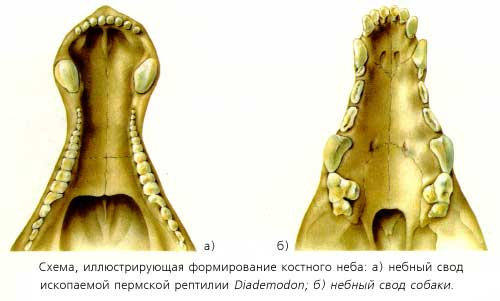 а) б)
Схема, иллюстрирующая формирование костного неба: а) небный свод
ископаемой пермской рептилии Diademodon; б) небный свод собаки.